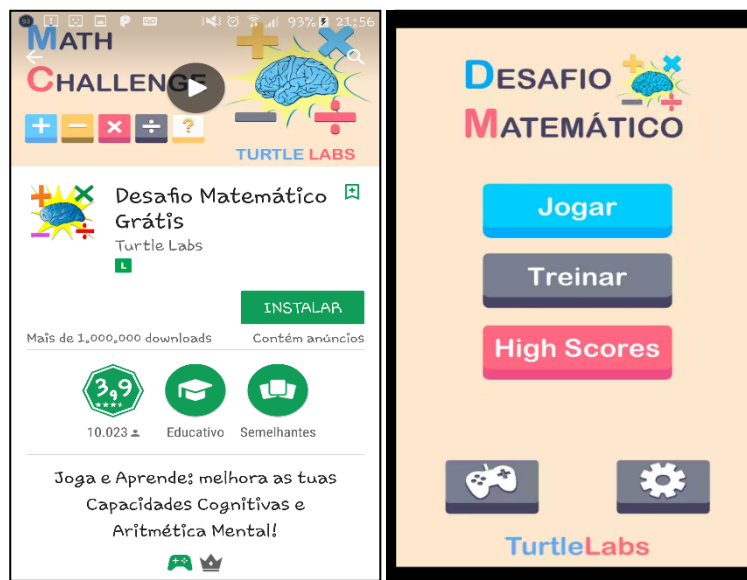 93% 21:56
MATH
CHALLENGE
+ − × ÷ ?
TURTLE LABS
Desafio Matemático
Grátis
Turtle Labs
L
INSTALAR
Mais de 1,000,000 downloads
Contém anúncios
3,9
10.023
Educativo
Semelhantes
Joga e Aprende: melhora as tuas
Capacidades Cognitivas e
Aritmética Mental!
DESAFIO
MATEMÁTICO
Jogar
Treinar
High Scores
TurtleLabs